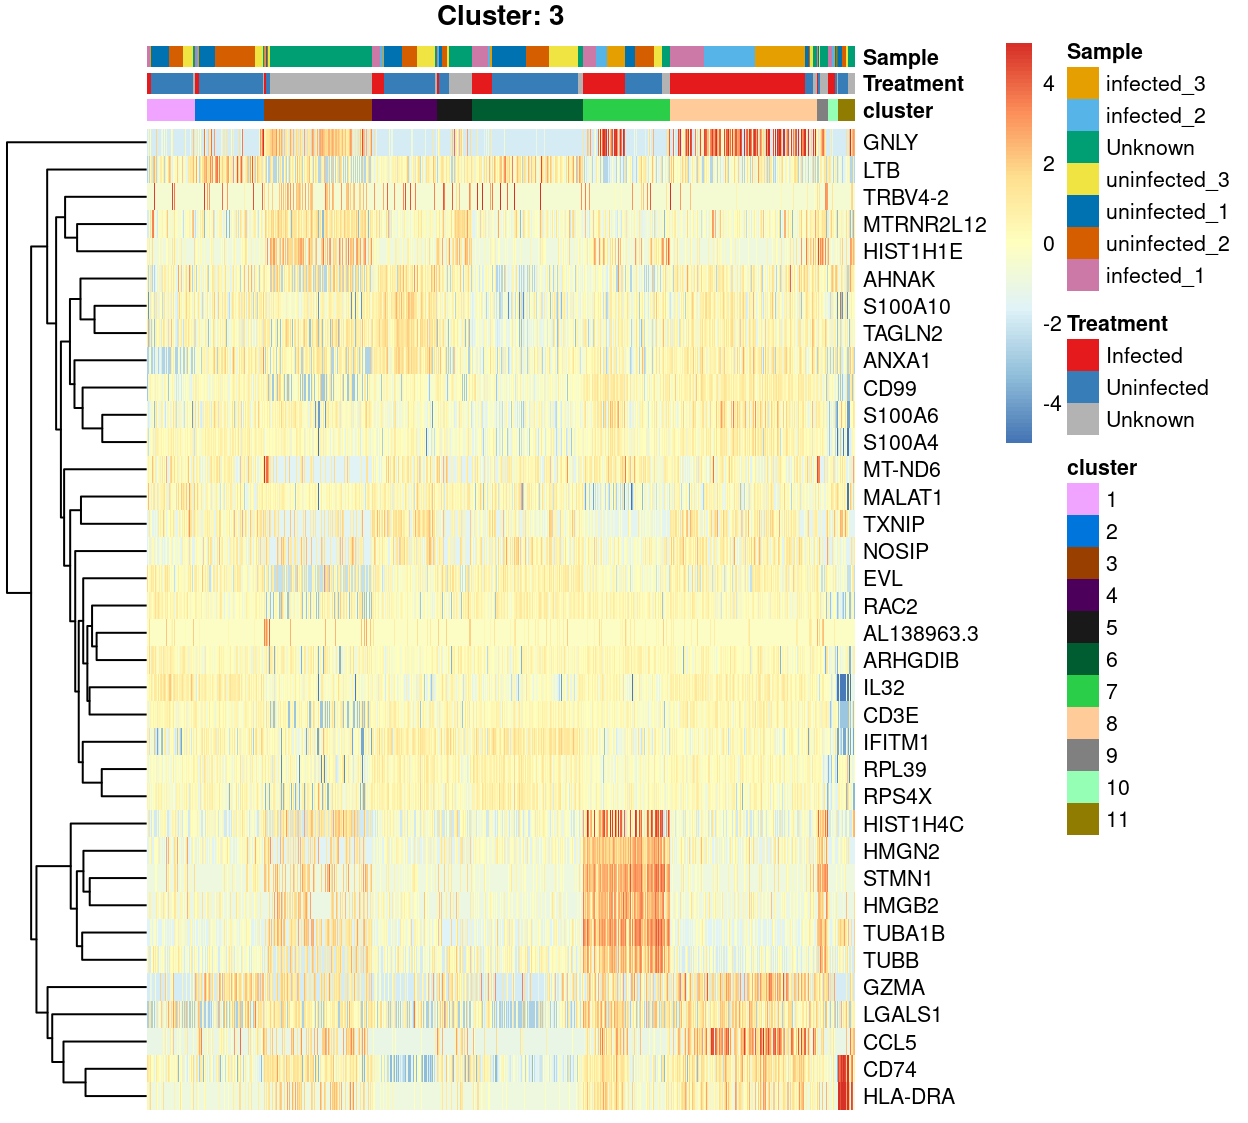 Cluster: 3
Sample
Treatment
cluster
GNLY
LTB
TRBV4-2
MTRNR2L12
HIST1H1E
AHNAK
S100A10
TAGLN2
ANXA1
CD99
S100A6
S100A4
MT-ND6
MALAT1
TXNIP
NOSIP
EVL
RAC2
AL138963.3
ARHGDIB
IL32
CD3E
IFITM1
RPL39
RPS4X
HIST1H4C
HMGN2
STMN1
HMGB2
TUBA1B
TUBB
GZMA
LGALS1
CCL5
CD74
HLA-DRA
4
2
0
-2
-4
Sample
infected_3
infected_2
Unknown
uninfected_3
uninfected_1
uninfected_2
infected_1
Treatment
Infected
Uninfected
Unknown
cluster
1
2
3
4
5
6
7
8
9
10
11